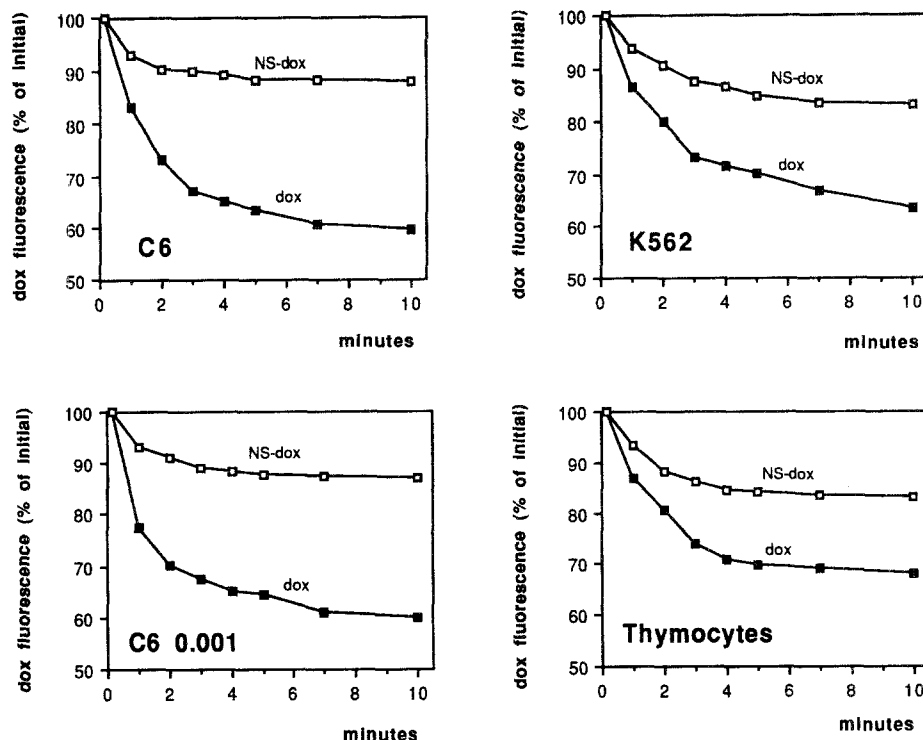 dox fluorescence (% of initial)
100
90
80
70
60
50
NS-dox
dox
C6
0 2 4 6 8 10
minutes
dox fluorescence (% of initial)
100
90
80
70
60
50
NS-dox
dox
K562
0 2 4 6 8 10
minutes
dox fluorescence (% of initial)
100
90
80
70
60
50
NS-dox
dox
C6 0.001
0 2 4 6 8 10
minutes
dox fluorescence (% of initial)
100
90
80
70
60
50
NS-dox
dox
Thymocytes
0 2 4 6 8 10
minutes